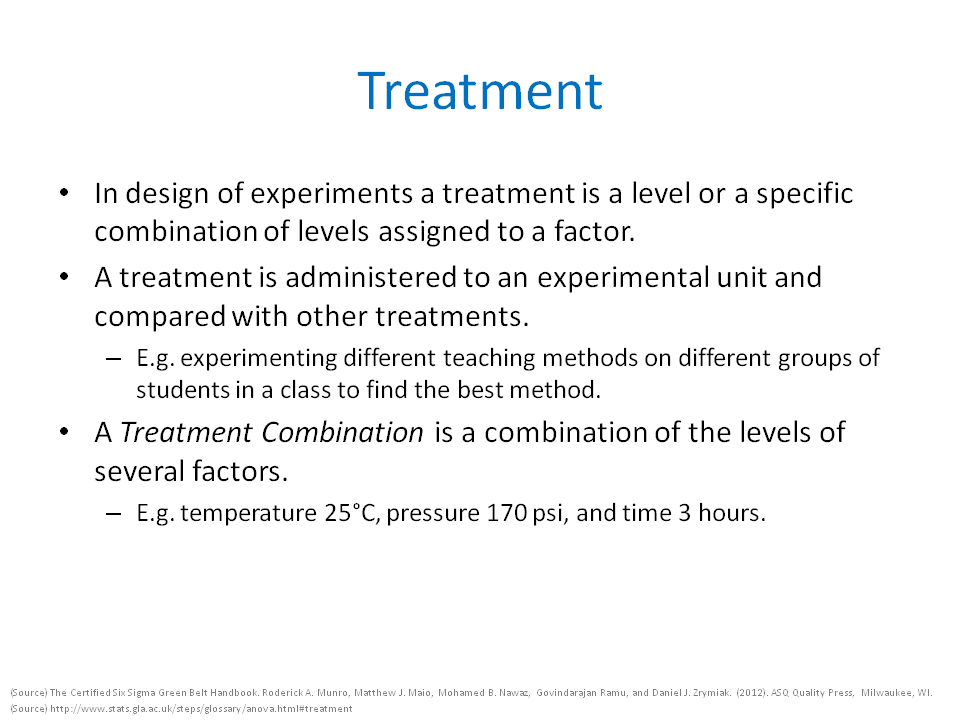 Treatment
• In design of experiments a treatment is a level or a specific
combination of levels assigned to a factor.
• A treatment is administered to an experimental unit and
compared with other treatments.
– E.g. experimenting different teaching methods on different groups of
students in a class to find the best method.
• A Treatment Combination is a combination of the levels of
several factors.
– E.g. temperature 25°C, pressure 170 psi, and time 3 hours.
(Source) The Certified Six Sigma Green Belt Handbook. Roderick A. Munro, Matthew J. Maio, Mohamed B. Nawaz, Govindarajan Ramu, and Daniel J. Zrymiak. (2012). ASQ Quality Press, Milwaukee, WI.
(Source) http://www.stats.gla.ac.uk/steps/glossary/anova.html#treatment